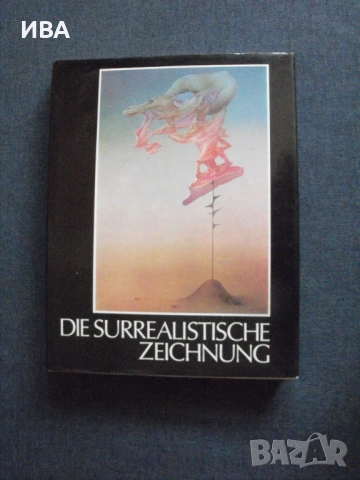 ИВА
DIE SURREALISTISCHE
ZEICHNUNG
BAZAR